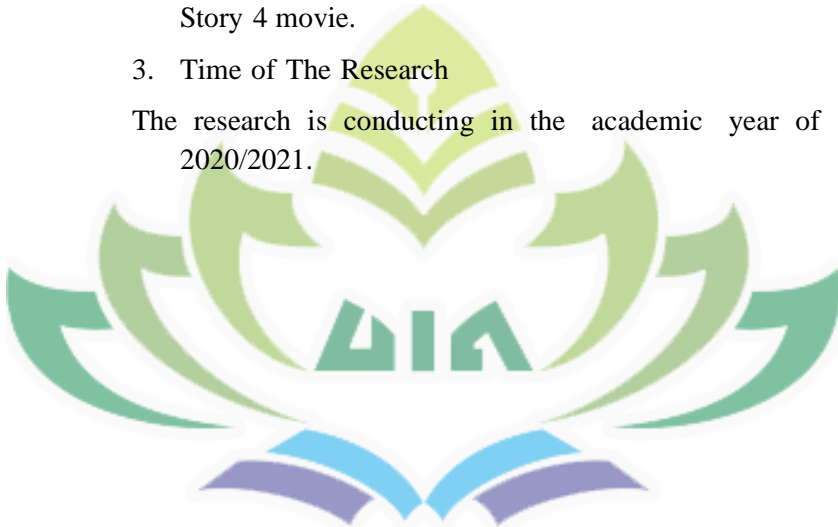 Story 4 movie.
3. Time of The Research
The research is conducting in the academic year of
2020/2021.
UIN